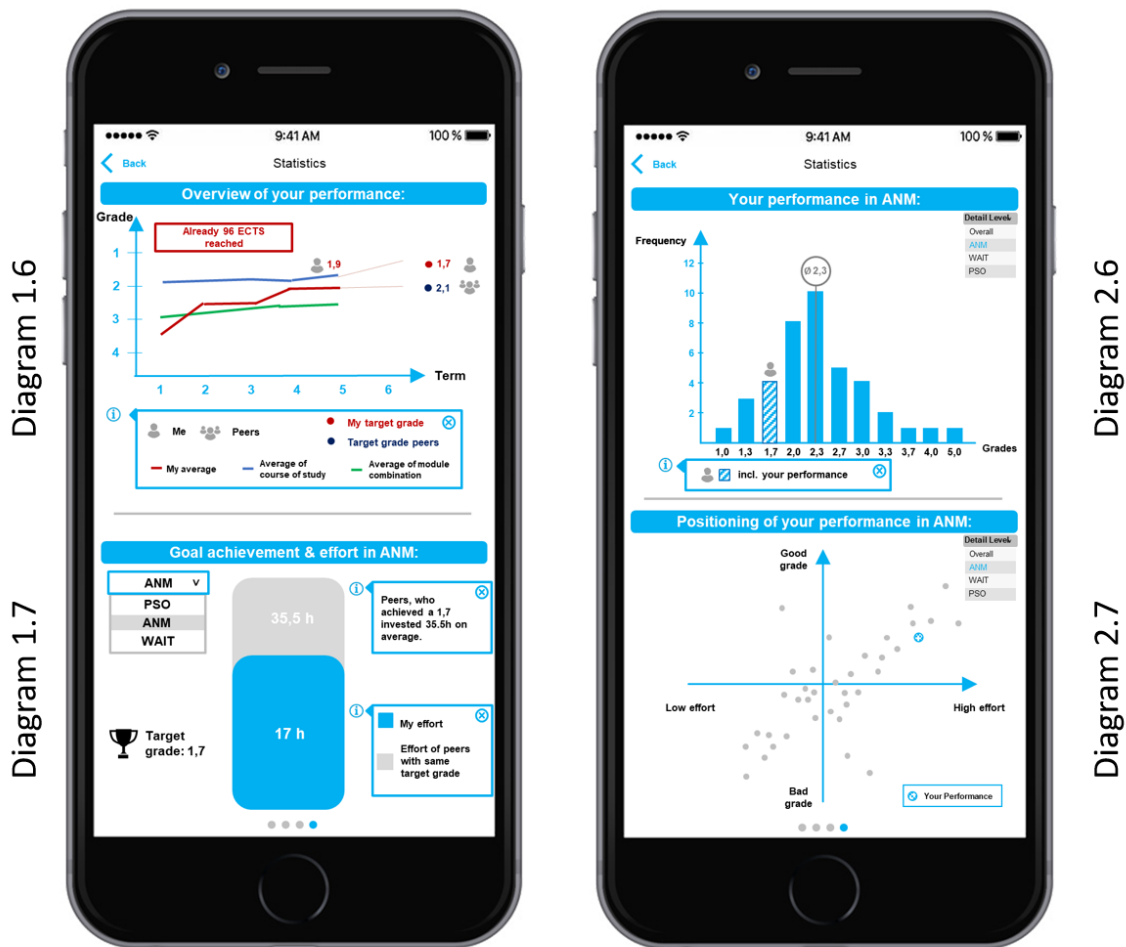 Diagram 1.6
9:41 AM
100 %
Back
Statistics
Overview of your performance:
Grade
Already 96 ECTS
reached
1
2
3
4
1,9
1,7
2,1
1 2 3 4 5 6
Term
i
Me
Peers
My target grade
Target grade peers
My average
Average of
course of study
Average of module
combination
Diagram 1.7
Goal achievement & effort in ANM:
ANM v
PSO
ANM
WAIT
35,5 h
17 h
i
Peers, who
achieved a 1,7
invested 35.5h on
average.
Target
grade: 1,7
i
My effort
Effort of peers
with same
target grade
Diagram 2.6
9:41 AM
100 %
Back
Statistics
Your performance in ANM:
Detail Level
Overall
ANM
WAIT
PSO
Frequency
12
10
8
6
4
2
Ø 2,3
1,0 1,3 1,7 2,0 2,3 2,7 3,0 3,3 3,7 4,0 5,0
Grades
i
incl. your performance
Diagram 2.7
Positioning of your performance in ANM:
Detail Level
Overall
ANM
WAIT
PSO
Good
grade
Low effort
High effort
Bad
grade
Your Performance